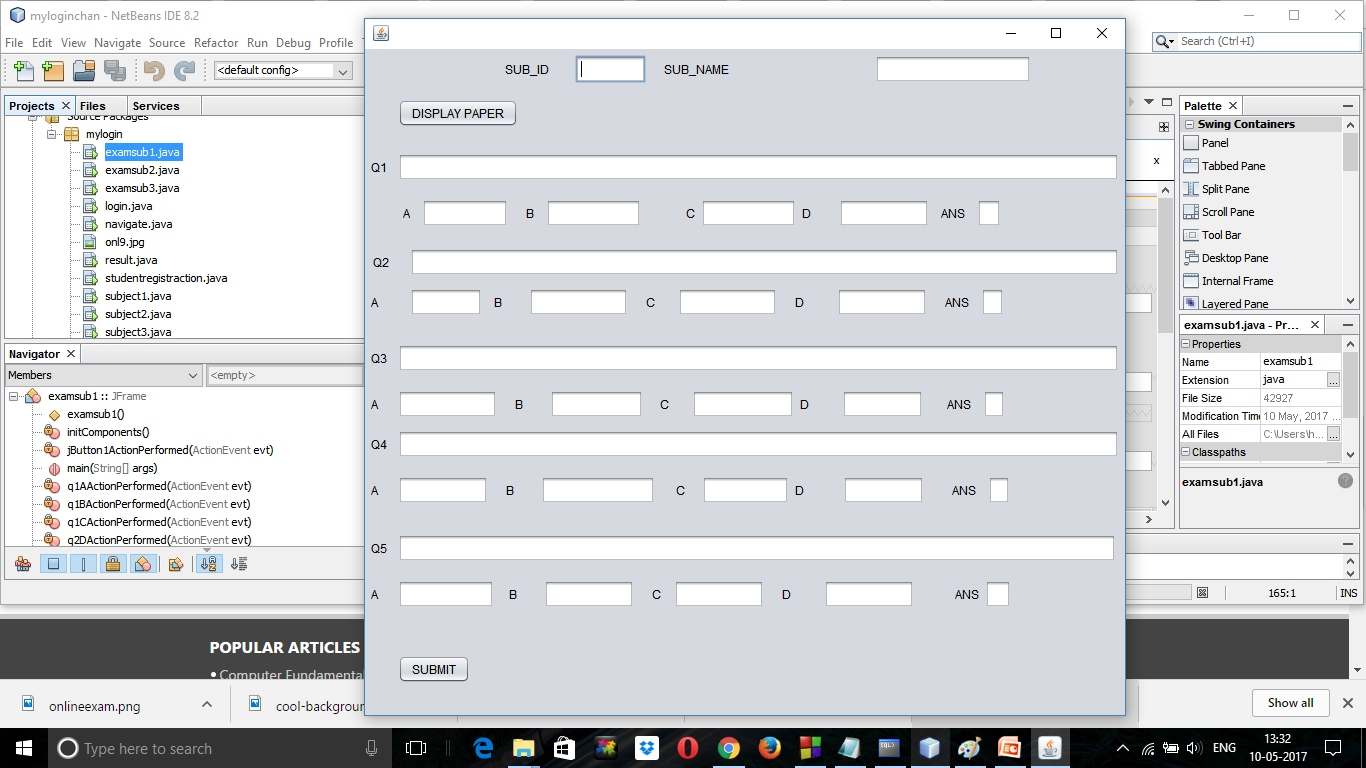 myloginchan - NetBeans IDE 8.2
File Edit View Navigate Source Refactor Run Debug Profile
Search (Ctrl+I)
<default config>
Projects Files Services
Source Packages
mylogin
examsub1.java
examsub2.java
examsub3.java
login.java
navigate.java
onl9.jpg
result.java
studentregistraction.java
subject1.java
subject2.java
subject3.java
Navigator
Members <empty>
examsub1 :: JFrame
examsub1()
initComponents()
jButton1ActionPerformed(ActionEvent evt)
main(String[] args)
q1AActionPerformed(ActionEvent evt)
q1BActionPerformed(ActionEvent evt)
q1CActionPerformed(ActionEvent evt)
q2DActionPerformed(ActionEvent evt)
SUB_ID SUB_NAME
DISPLAY PAPER
Q1
A B C D ANS
Q2
A B C D ANS
Q3
A B C D ANS
Q4
A B C D ANS
Q5
A B C D ANS
SUBMIT
x
Palette
Swing Containers
Panel
Tabbed Pane
Split Pane
Scroll Pane
Tool Bar
Desktop Pane
Internal Frame
Layered Pane
examsub1.java - Pr...
Properties
Name examsub1
Extension java ...
File Size 42927
Modification Time 10 May, 2017 ...
All Files C:\Users\h... ...
Classpaths
examsub1.java
165:1 INS
POPULAR ARTICLES
• Computer Fundamental
onlineexam.png
cool-backgroun
Show all
Type here to search
SQL>
ENG
13:32
10-05-2017